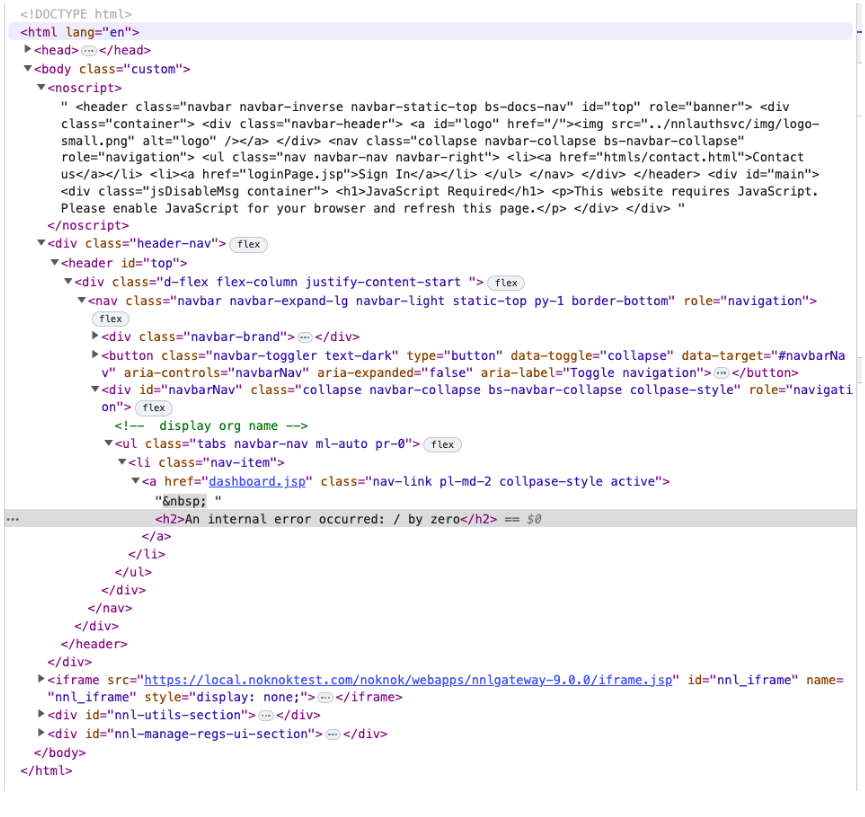 <!DOCTYPE html>
<html lang="en">
<head> ••• </head>
<body class="custom">
<noscript>
" <header class="navbar navbar-inverse navbar-static-top bs-docs-nav" id="top" role="banner"> <div
class="container"> <div class="navbar-header"> <a id="logo" href="/"><img src="../nnlauthsvc/img/logo-
small.png" alt="logo" /></a> </div> <nav class="collapse navbar-collapse bs-navbar-collapse"
role="navigation"> <ul class="nav navbar-nav navbar-right"> <li><a href="htmls/contact.html">Contact
us</a></li> <li><a href="loginPage.jsp">Sign In</a></li> </ul> </nav> </div> </header> <div id="main">
<div class="jsDisableMsg container"> <h1>JavaScript Required</h1> <p>This website requires JavaScript.
Please enable JavaScript for your browser and refresh this page.</p> </div> </div> "
</noscript>
<div class="header-nav"> flex
<header id="top">
<div class="d-flex flex-column justify-content-start "> flex
<nav class="navbar navbar-expand-lg navbar-light static-top py-1 border-bottom" role="navigation">
flex
<div class="navbar-brand"> ••• </div>
<button class="navbar-toggler text-dark" type="button" data-toggle="collapse" data-target="#navbarNa
v" aria-controls="navbarNav" aria-expanded="false" aria-label="Toggle navigation"> ••• </button>
<div id="navbarNav" class="collapse navbar-collapse bs-navbar-collapse collpase-style" role="navigati
on"> flex
<!-- display org name -->
<ul class="tabs navbar-nav ml-auto pr-0"> flex
<li class="nav-item">
<a href="dashboard.jsp" class="nav-link pl-md-2 collpase-style active">
"&nbsp; "
••• <h2>An internal error occurred: / by zero</h2> == $0
</a>
</li>
</ul>
</div>
</nav>
</div>
</header>
</div>
<iframe src="https://local.noknoktest.com/noknok/webapps/nnlgateway-9.0.0/iframe.jsp" id="nnl_iframe" name=
"nnl_iframe" style="display: none;"> ••• </iframe>
<div id="nnl-utils-section"> ••• </div>
<div id="nnl-manage-regs-ui-section"> ••• </div>
</body>
</html>